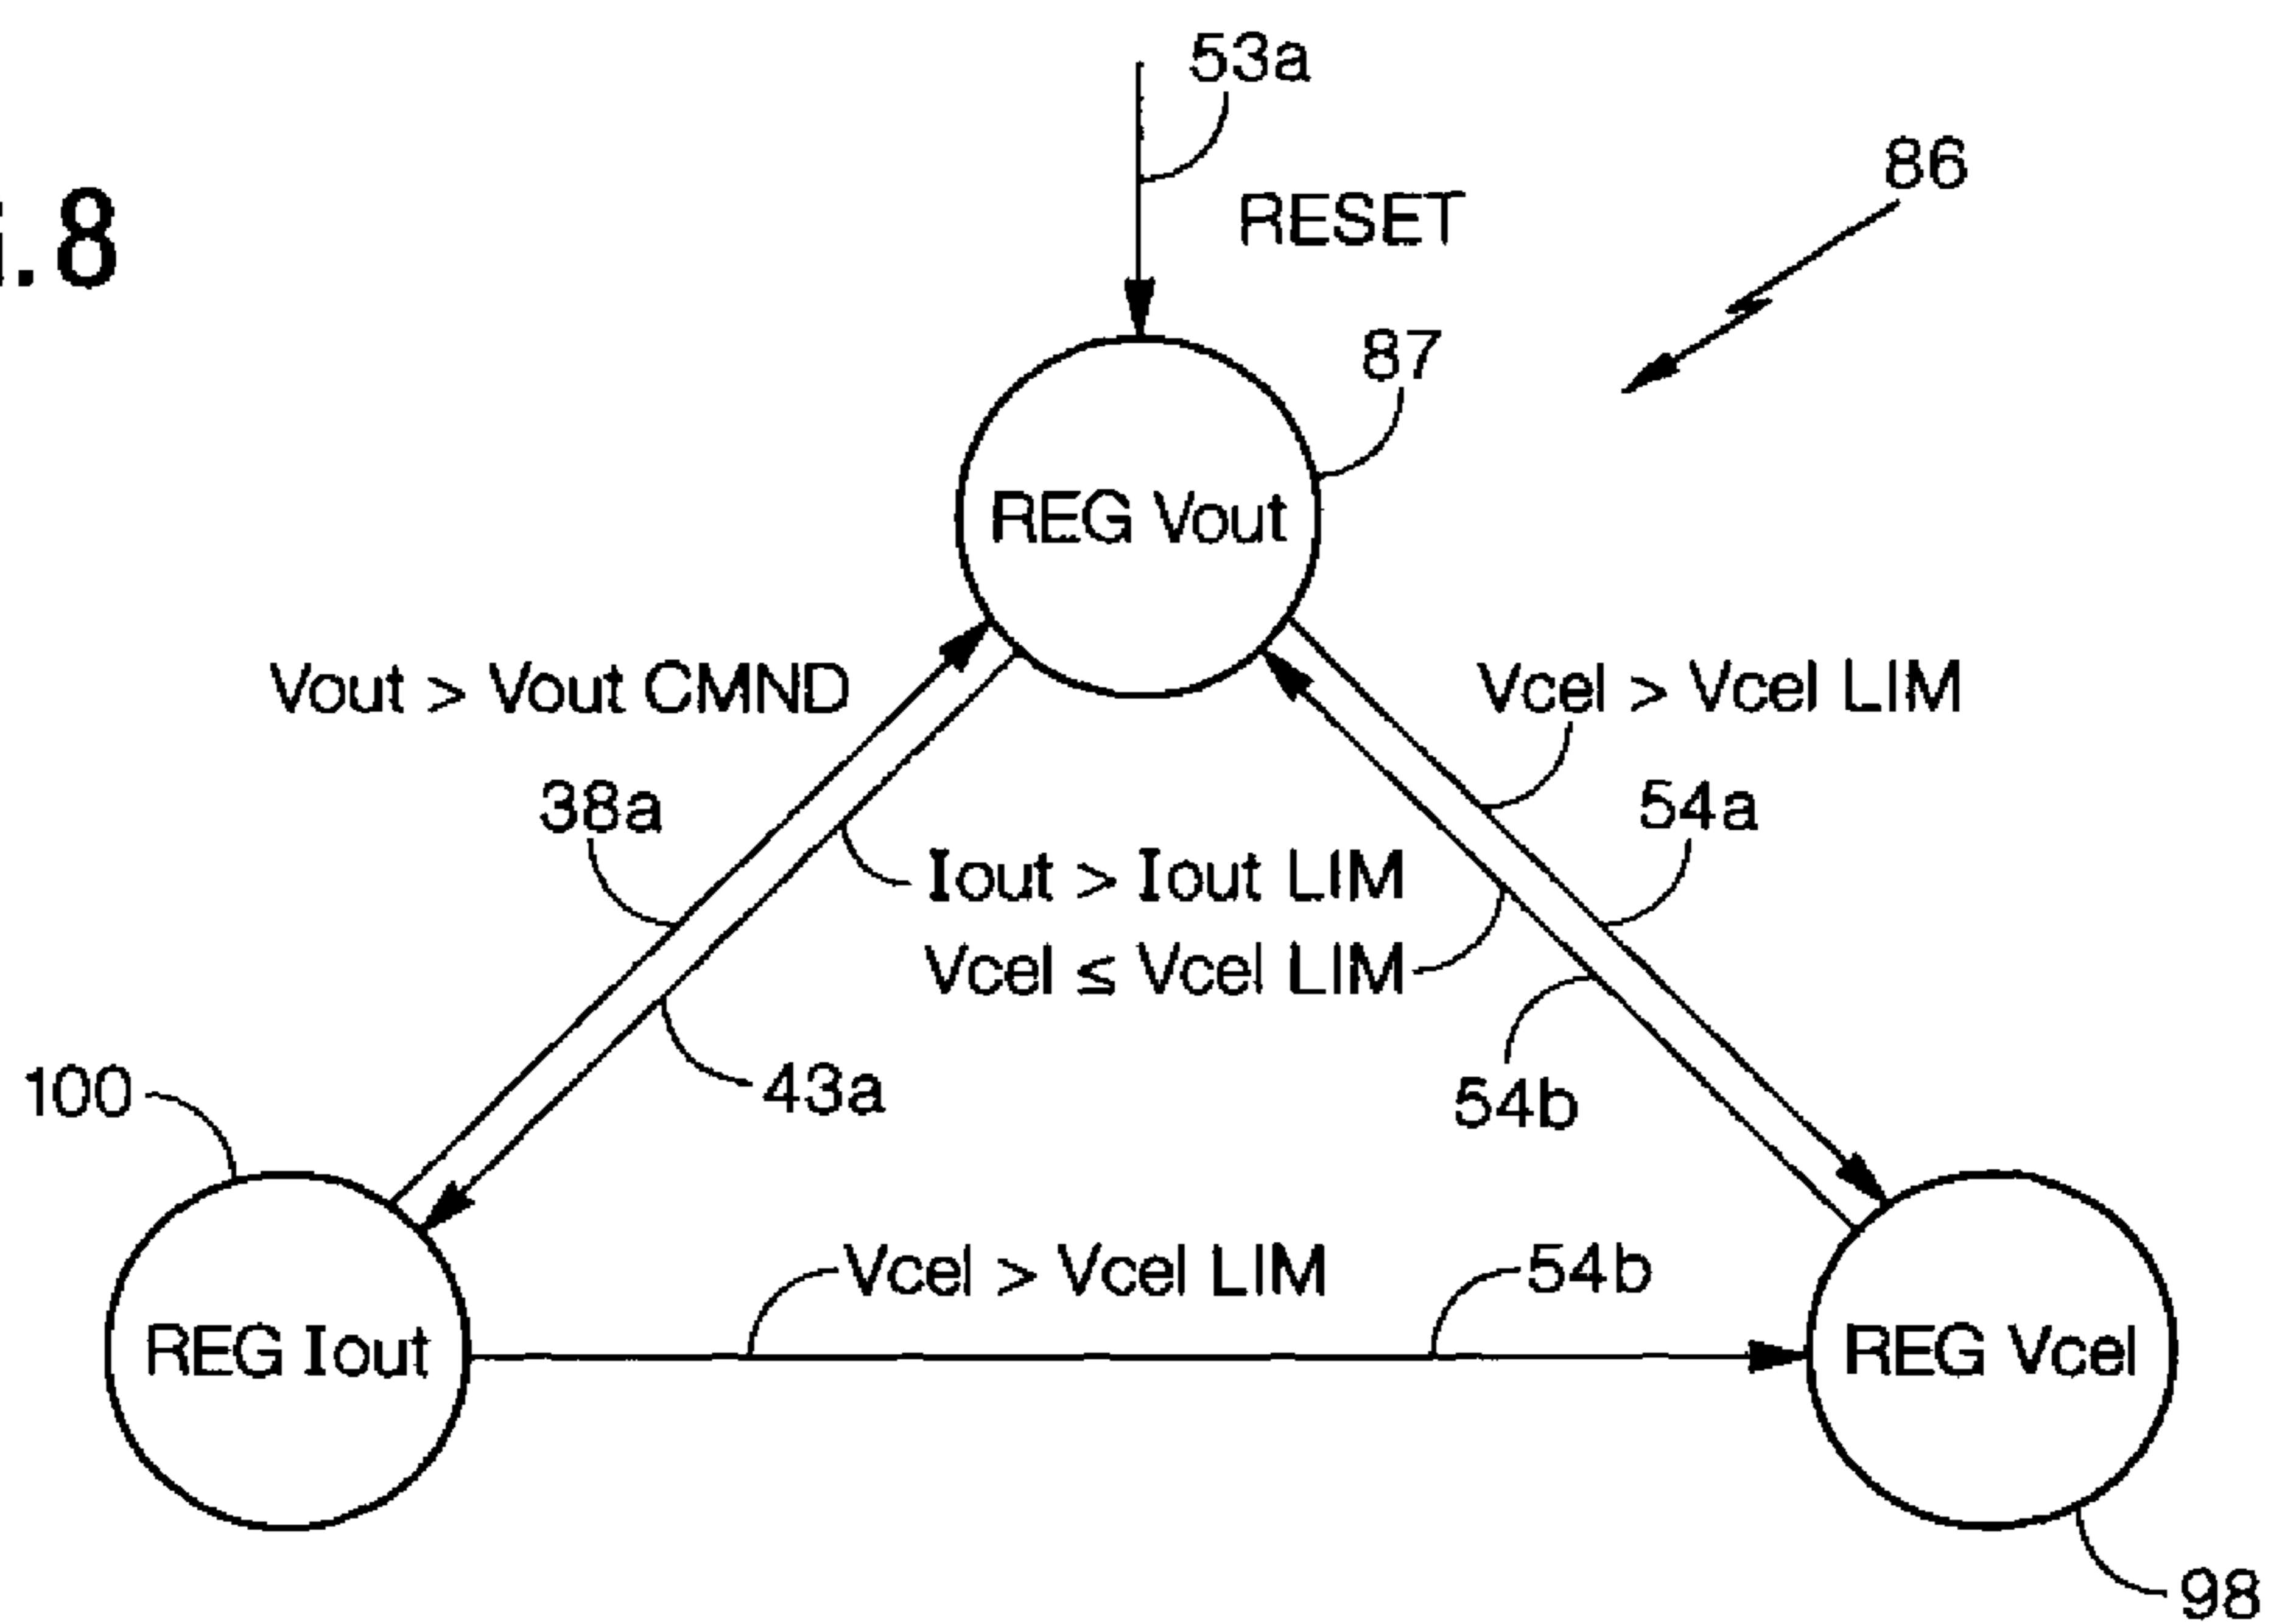 53a
86
.8
RESET
87
REG Vout
Vout > Vout CMND
Vcel > Vcel LIM
38a
54a
Iout > Iout LIM
Vcel ≤ Vcel LIM
100
43a
54b
Vcel > Vcel LIM
54b
REG Iout
REG Vcel
98